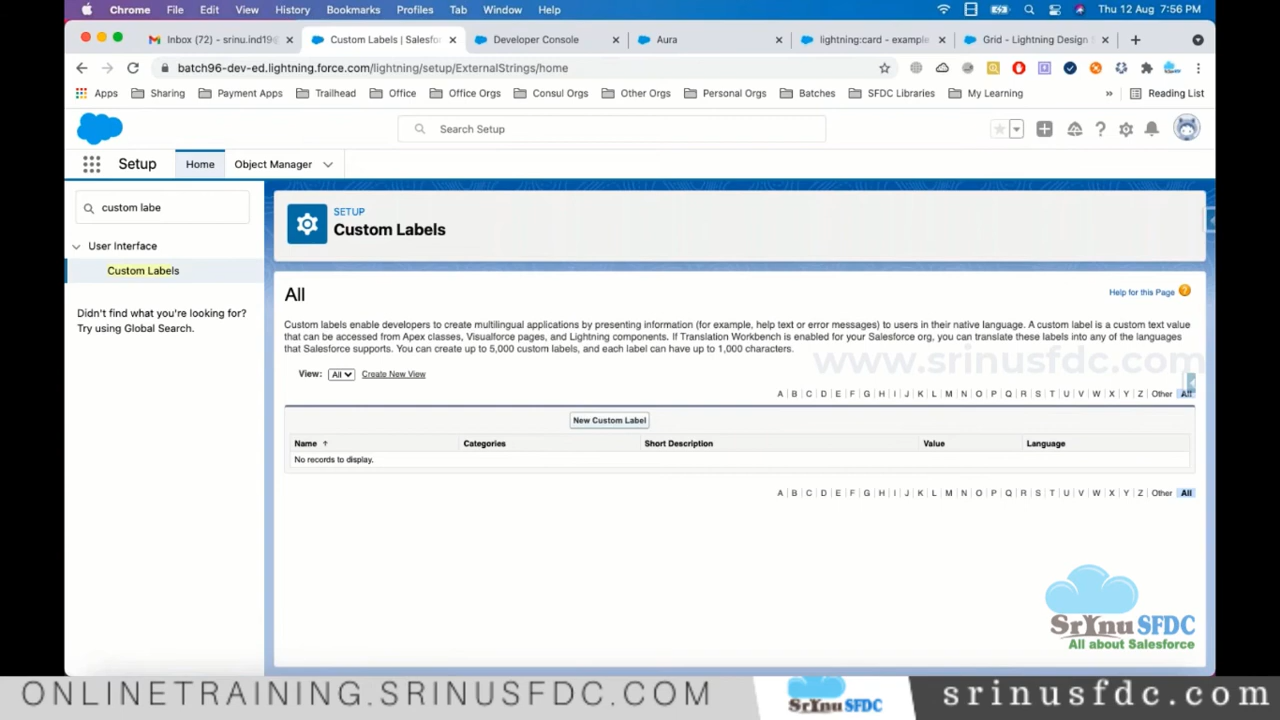 Chrome File Edit View History Bookmarks Profiles Tab Window Help Thu 12 Aug 7:56 PM
Inbox (72) - srinu.ind19 Custom Labels | Salesfor Developer Console Aura lightning:card - example Grid - Lightning Design
batch96-dev-ed.lightning.force.com/lightning/setup/ExternalStrings/home
Apps Sharing Payment Apps Trailhead Office Office Orgs Consul Orgs Other Orgs Personal Orgs Batches SFDC Libraries My Learning » Reading List
Search Setup
Setup Home Object Manager
custom labe
User Interface
Custom Labels
Didn't find what you're looking for?
Try using Global Search.
SETUP
Custom Labels
All
Help for this Page
Custom labels enable developers to create multilingual applications by presenting information (for example, help text or error messages) to users in their native language. A custom label is a custom text value
that can be accessed from Apex classes, Visualforce pages, and Lightning components. If Translation Workbench is enabled for your Salesforce org, you can translate these labels into any of the languages
that Salesforce supports. You can create up to 5,000 custom labels, and each label can have up to 1,000 characters.
www.srinusfdc.com
View: All Create New View
A B C D E F G H I J K L M N O P Q R S T U V W X Y Z Other All
New Custom Label
Name Categories Short Description Value Language
No records to display.
A B C D E F G H I J K L M N O P Q R S T U V W X Y Z Other All
SrYnu SFDC
All about Salesforce
ONLINETRAINING.SRINUSFDC.COM SrYnu SFDC srinusfdc.com